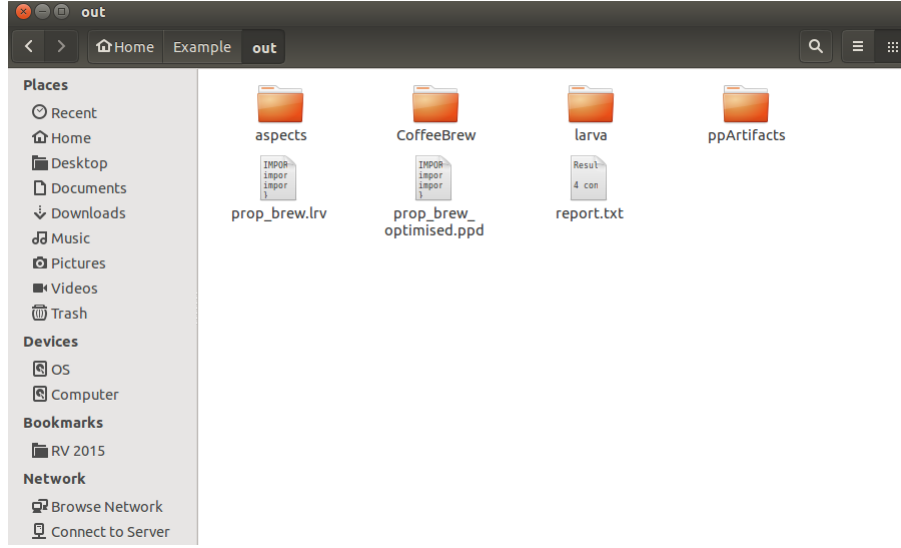 out
Home Example out
Places
Recent
Home
Desktop
Documents
Downloads
Music
Pictures
Videos
Trash
Devices
OS
Computer
Bookmarks
RV 2015
Network
Browse Network
Connect to Server
aspects CoffeeBrew larva ppArtifacts
IMPOR
impor
impor
}
IMPOR
impor
impor
}
Resul
4 con
prop_brew.lrv prop_brew_ report.txt
optimised.ppd